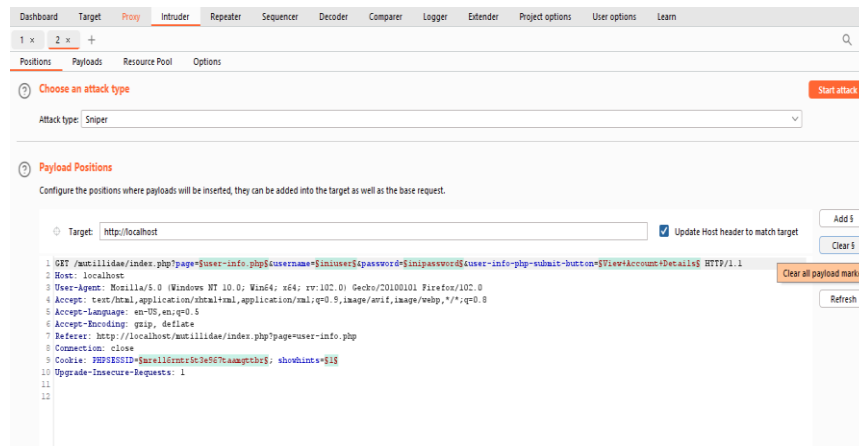 Dashboard Target Proxy Intruder Repeater Sequencer Decoder Comparer Logger Extender Project options User options Learn
1 × 2 × +
Positions Payloads Resource Pool Options
? Choose an attack type
Start attack
Attack type: Sniper
? Payload Positions
Configure the positions where payloads will be inserted, they can be added into the target as well as the base request.
Target: http://localhost
Update Host header to match target
Add §
Clear §
Clear all payload mark
Refresh
1 GET /mutillidae/index.php?page=§user-info.php§&username=§iniuser§&password=§inipassword§&user-info-php-submit-button=§View+Account+Details§ HTTP/1.1
2 Host: localhost
3 User-Agent: Mozilla/5.0 (Windows NT 10.0; Win64; x64; rv:102.0) Gecko/20100101 Firefox/102.0
4 Accept: text/html,application/xhtml+xml,application/xml;q=0.9,image/avif,image/webp,*/*;q=0.8
5 Accept-Language: en-US,en;q=0.5
6 Accept-Encoding: gzip, deflate
7 Referer: http://localhost/mutillidae/index.php?page=user-info.php
8 Connection: close
9 Cookie: showhints=§1§
10 Upgrade-Insecure-Requests: 1
11
12